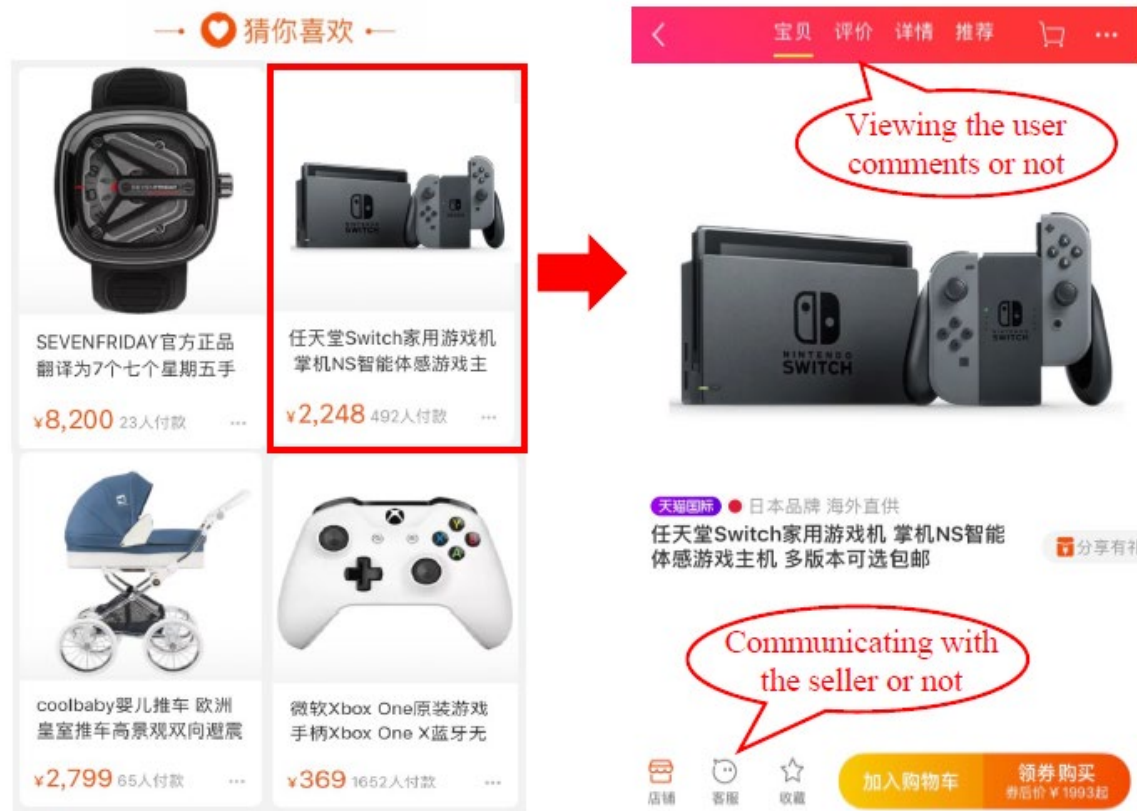 猜你喜欢
SEVENFRIDAY官方正品
翻译为7个七个星期五手
¥8,200 23人付款
任天堂Switch家用游戏机
掌机NS智能体感游戏主
¥2,248 492人付款
coolbaby婴儿推车 欧洲
皇室推车高景观双向避震
¥2,799 65人付款
微软Xbox One原装游戏
手柄Xbox One X蓝牙无
¥369 1652人付款
宝贝 评价 详情 推荐
Viewing the user
comments or not
NINTENDO
SWITCH
天猫国际 日本品牌 海外直供
任天堂Switch家用游戏机 掌机NS智能
体感游戏主机 多版本可选包邮
分享有礼
Communicating with
the seller or not
店铺 客服 收藏
加入购物车
领券购买
券后价¥1993起